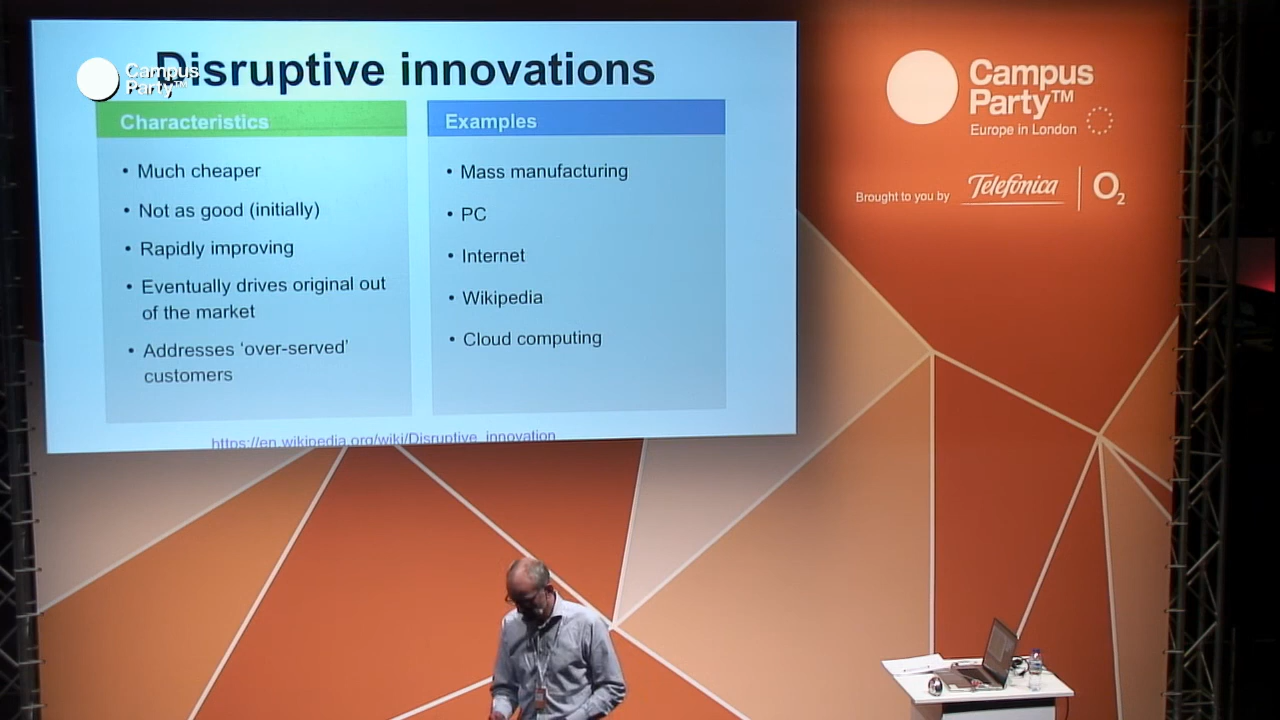 Disruptive innovations
Campus
Party™
Characteristics
• Much cheaper
• Not as good (initially)
• Rapidly improving
• Eventually drives original out
of the market
• Addresses ‘over-served’
customers
Examples
• Mass manufacturing
• PC
• Internet
• Wikipedia
• Cloud computing
https://en.wikipedia.org/wiki/Disruptive_innovation
Campus
Party™
Europe in London
Brought to you by Telefónica O2